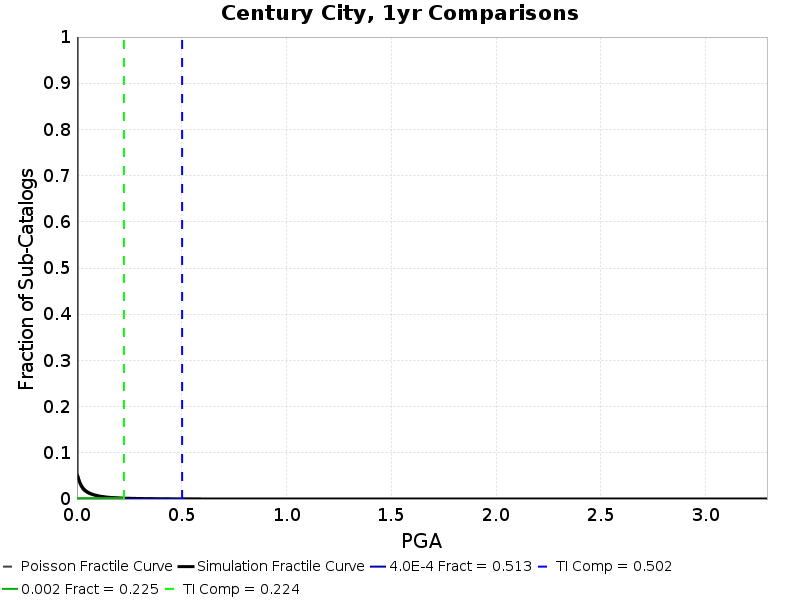 Century City, 1yr Comparisons
1
0.9
0.8
0.7
0.6
0.5
0.4
0.3
0.2
0.1
0
Fraction of Sub-Catalogs
0.0 0.5 1.0 1.5 2.0 2.5 3.0
PGA
Poisson Fractile Curve Simulation Fractile Curve 4.0E-4 Fract = 0.513 TI Comp = 0.502
0.002 Fract = 0.225 TI Comp = 0.224